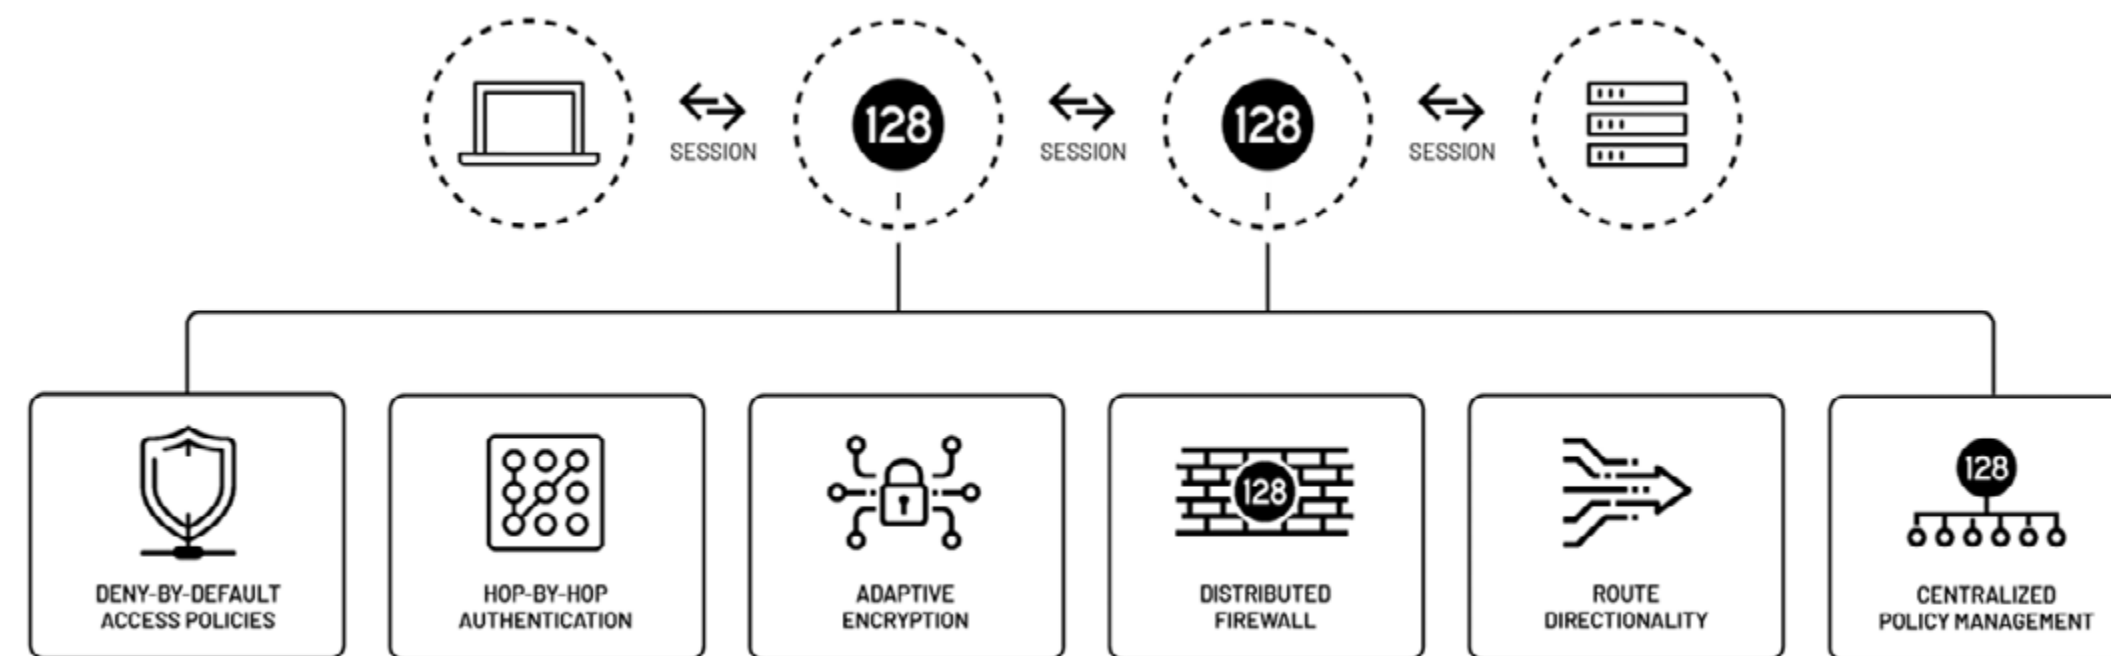 128
128
SESSION
SESSION
SESSION
128
128
DENY-BY-DEFAULT
ACCESS POLICIES
HOP-BY-HOP
AUTHENTICATION
ADAPTIVE
ENCRYPTION
DISTRIBUTED
FIREWALL
ROUTE
DIRECTIONALITY
CENTRALIZED
POLICY MANAGEMENT